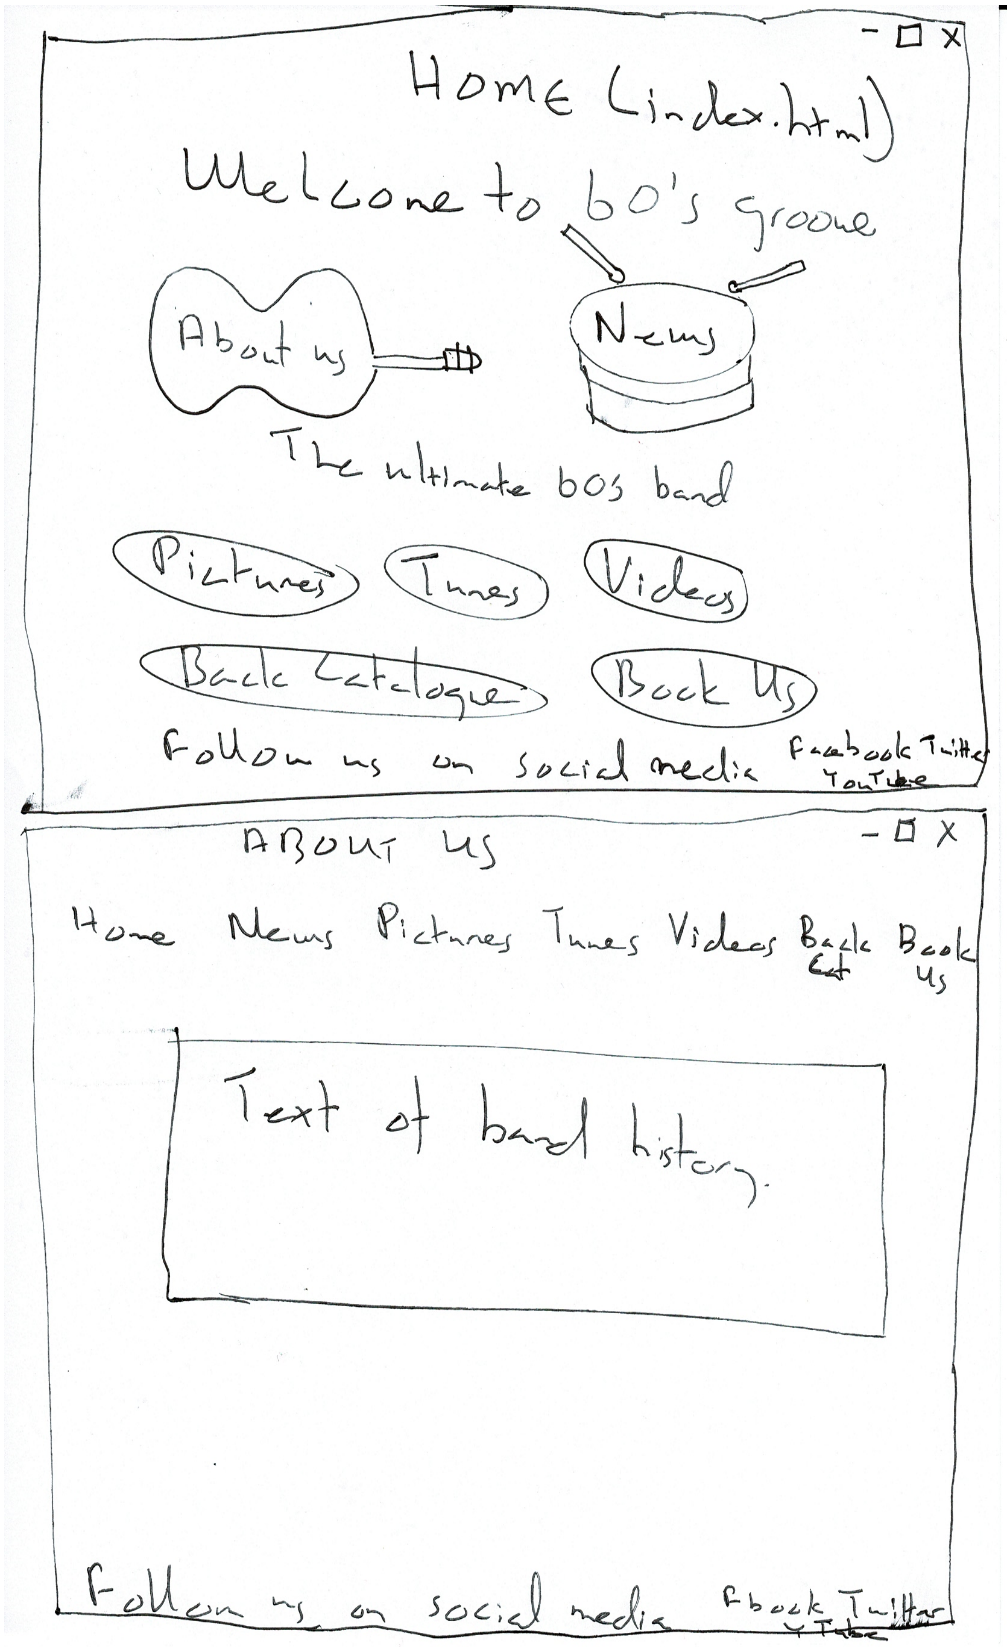 - □ X
HOME (index.html)
Welcome to 60's groove
About us
News
The ultimate 60s band
Pictures Tunes Videos
Back Catalogue Book Us
Follow us on social media Facebook Twitter
YouTube
ABOUT US - □ X
Home News Pictures Tunes Videos Back Book
Cat Us
Text of band history.
Follow us on social media Fbook Twitter
YTube